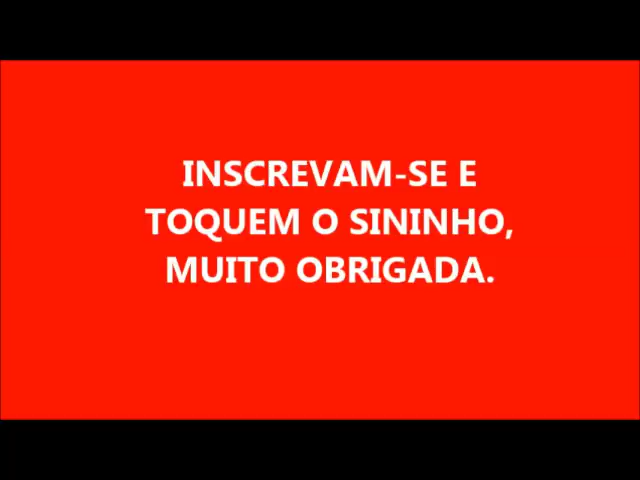 INSCREVAM-SE E
TOQUEM O SININHO,
MUITO OBRIGADA.